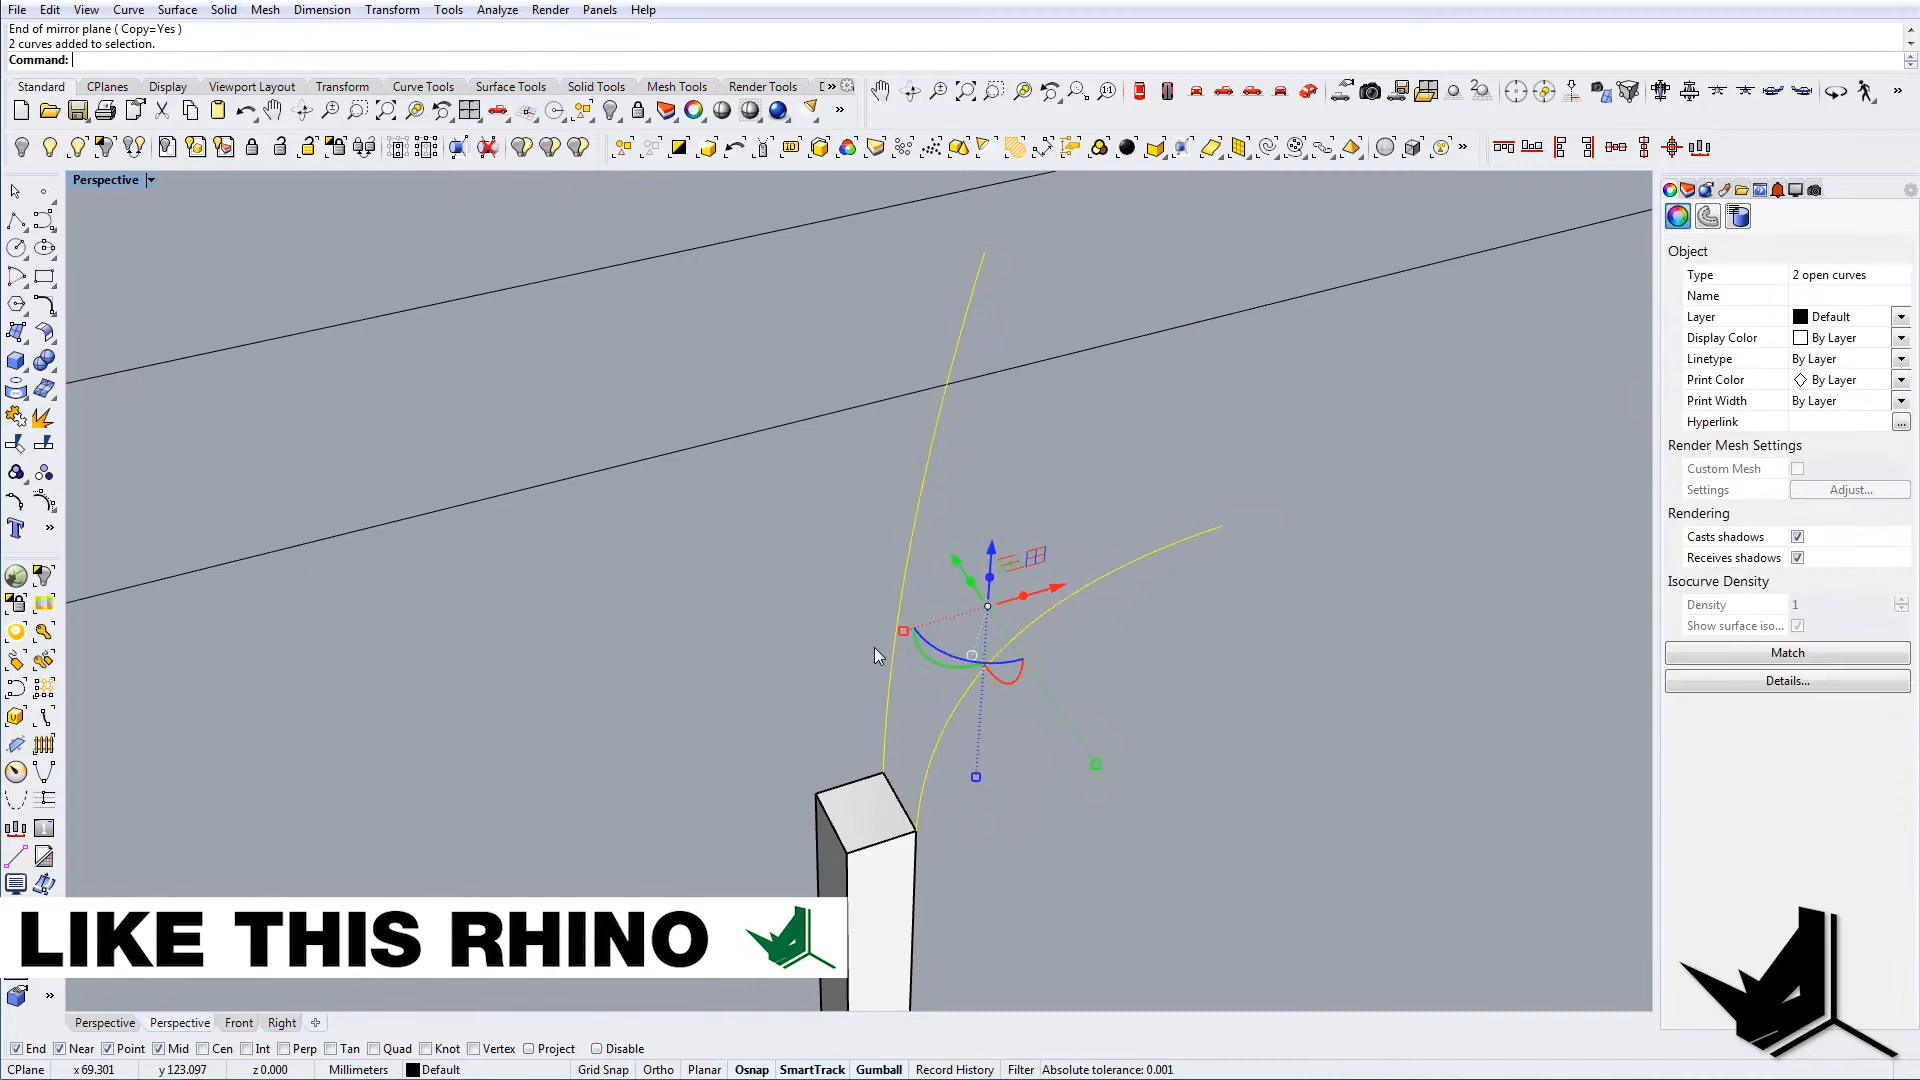 File Edit View Curve Surface Solid Mesh Dimension Transform Tools Analyze Render Panels Help
End of mirror plane ( Copy=Yes )
2 curves added to selection.
Command:
Standard CPlanes Display Viewport Layout Transform Curve Tools Surface Tools Solid Tools Mesh Tools Render Tools
Perspective
Object
Type 2 open curves
Name
Layer Default
Display Color By Layer
Linetype By Layer
Print Color By Layer
Print Width By Layer
Hyperlink ...
Render Mesh Settings
Custom Mesh
Settings Adjust...
Rendering
Casts shadows
Receives shadows
Isocurve Density
Density 1
Show surface iso...
Match
Details...
LIKE THIS RHINO
Perspective Perspective Front Right
End Near Point Mid Cen Int Perp Tan Quad Knot Vertex Project Disable
CPlane x 69.301 y 123.097 z 0.000 Millimeters Default Grid Snap Ortho Planar Osnap SmartTrack Gumball Record History Filter Absolute tolerance: 0.001